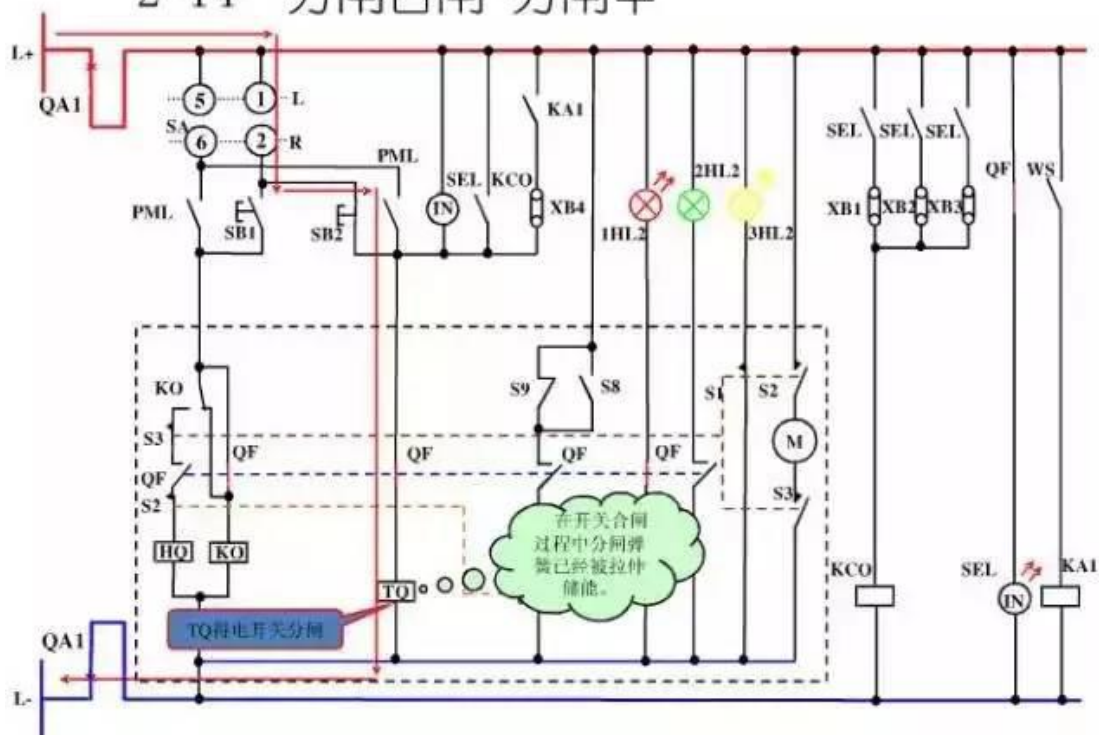 L+
QA1
5
1
L
SA
6
2
R
PML
PML
SB1
SB2
IN
SEL
KCO
KA1
XB4
1HL2
2HL2
3HL2
SEL
SEL
SEL
XB1
XB2
XB3
QF
WS
KO
S3
QF
QF
S2
HQ
KO
QF
TQ
S9
S8
QF
QF
S1
S2
M
S3
在开关合闸
过程中分闸弹
簧已经被拉伸
储能。
TQ得电开关分闸
KCO
SEL
IN
KA1
QA1
L-